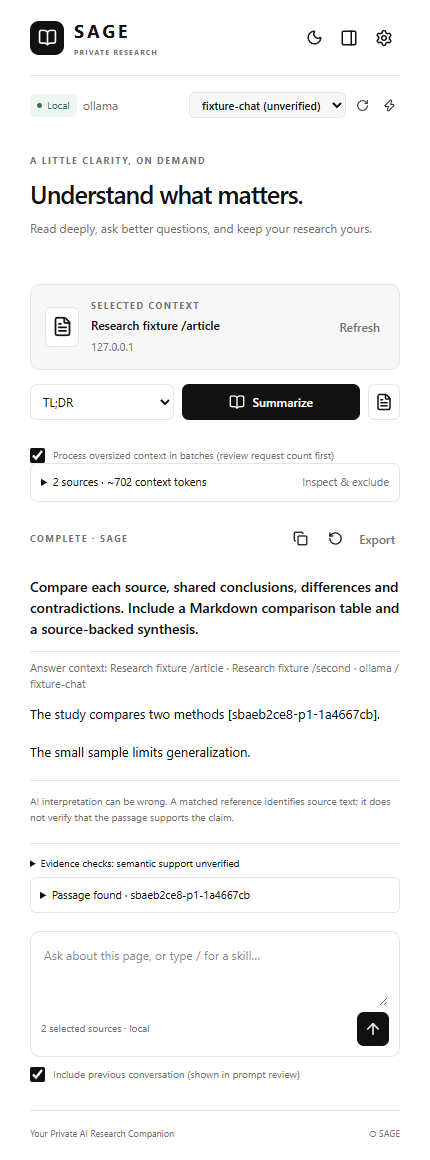 SAGE
PRIVATE RESEARCH
Local ollama fixture-chat (unverified)
A LITTLE CLARITY, ON DEMAND
Understand what matters.
Read deeply, ask better questions, and keep your research yours.
SELECTED CONTEXT
Research fixture /article
127.0.0.1
Refresh
TL;DR Summarize
Process oversized context in batches (review request count first)
2 sources · ~702 context tokens Inspect & exclude
COMPLETE · SAGE Export
Compare each source, shared conclusions, differences and
contradictions. Include a Markdown comparison table and
a source-backed synthesis.
Answer context: Research fixture /article · Research fixture /second · ollama /
fixture-chat
The study compares two methods [sbaeb2ce8-p1-1a4667cb].
The small sample limits generalization.
AI interpretation can be wrong. A matched reference identifies source text; it does
not verify that the passage supports the claim.
Evidence checks: semantic support unverified
Passage found · sbaeb2ce8-p1-1a4667cb
Ask about this page, or type / for a skill...
2 selected sources · local
Include previous conversation (shown in prompt review)
Your Private AI Research Companion SAGE